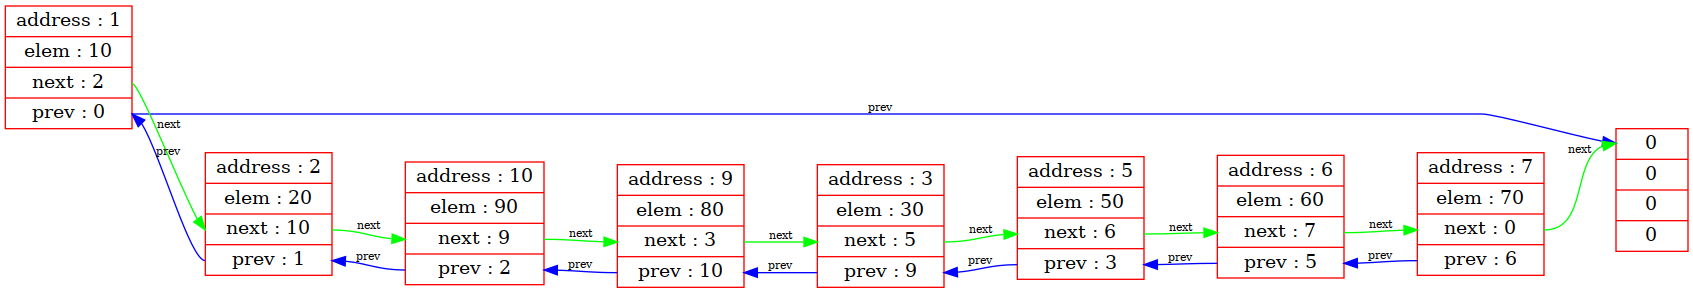 address : 1
elem : 10
next : 2
prev : 0
next
prev
prev
address : 2
elem : 20
next : 10
prev : 1
next
prev
address : 10
elem : 90
next : 9
prev : 2
next
prev
address : 9
elem : 80
next : 3
prev : 10
next
prev
address : 3
elem : 30
next : 5
prev : 9
next
prev
address : 5
elem : 50
next : 6
prev : 3
next
prev
address : 6
elem : 60
next : 7
prev : 5
next
prev
address : 7
elem : 70
next : 0
prev : 6
next
0
0
0
0